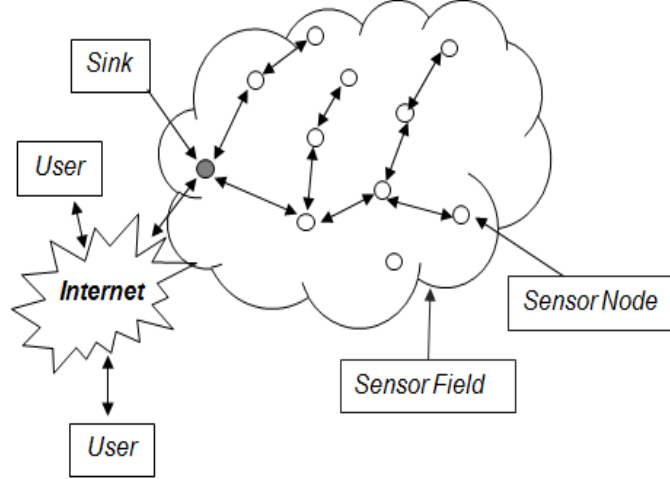 Sink
User
Internet
Sensor Node
Sensor Field
User